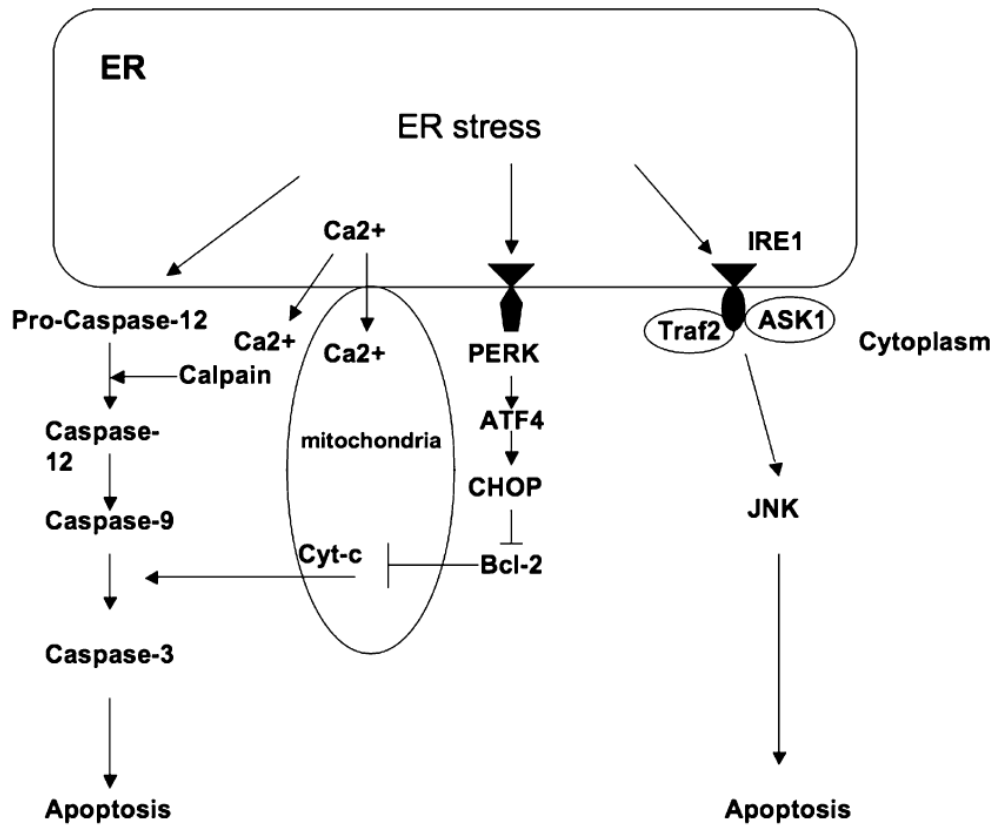 ER
ER stress
Ca2+
IRE1
Pro-Caspase-12
Ca2+
Ca2+
PERK
Traf2
ASK1
Cytoplasm
Calpain
Caspase-
12
mitochondria
ATF4
CHOP
Caspase-9
JNK
Cyt-c
Bcl-2
Caspase-3
Apoptosis
Apoptosis